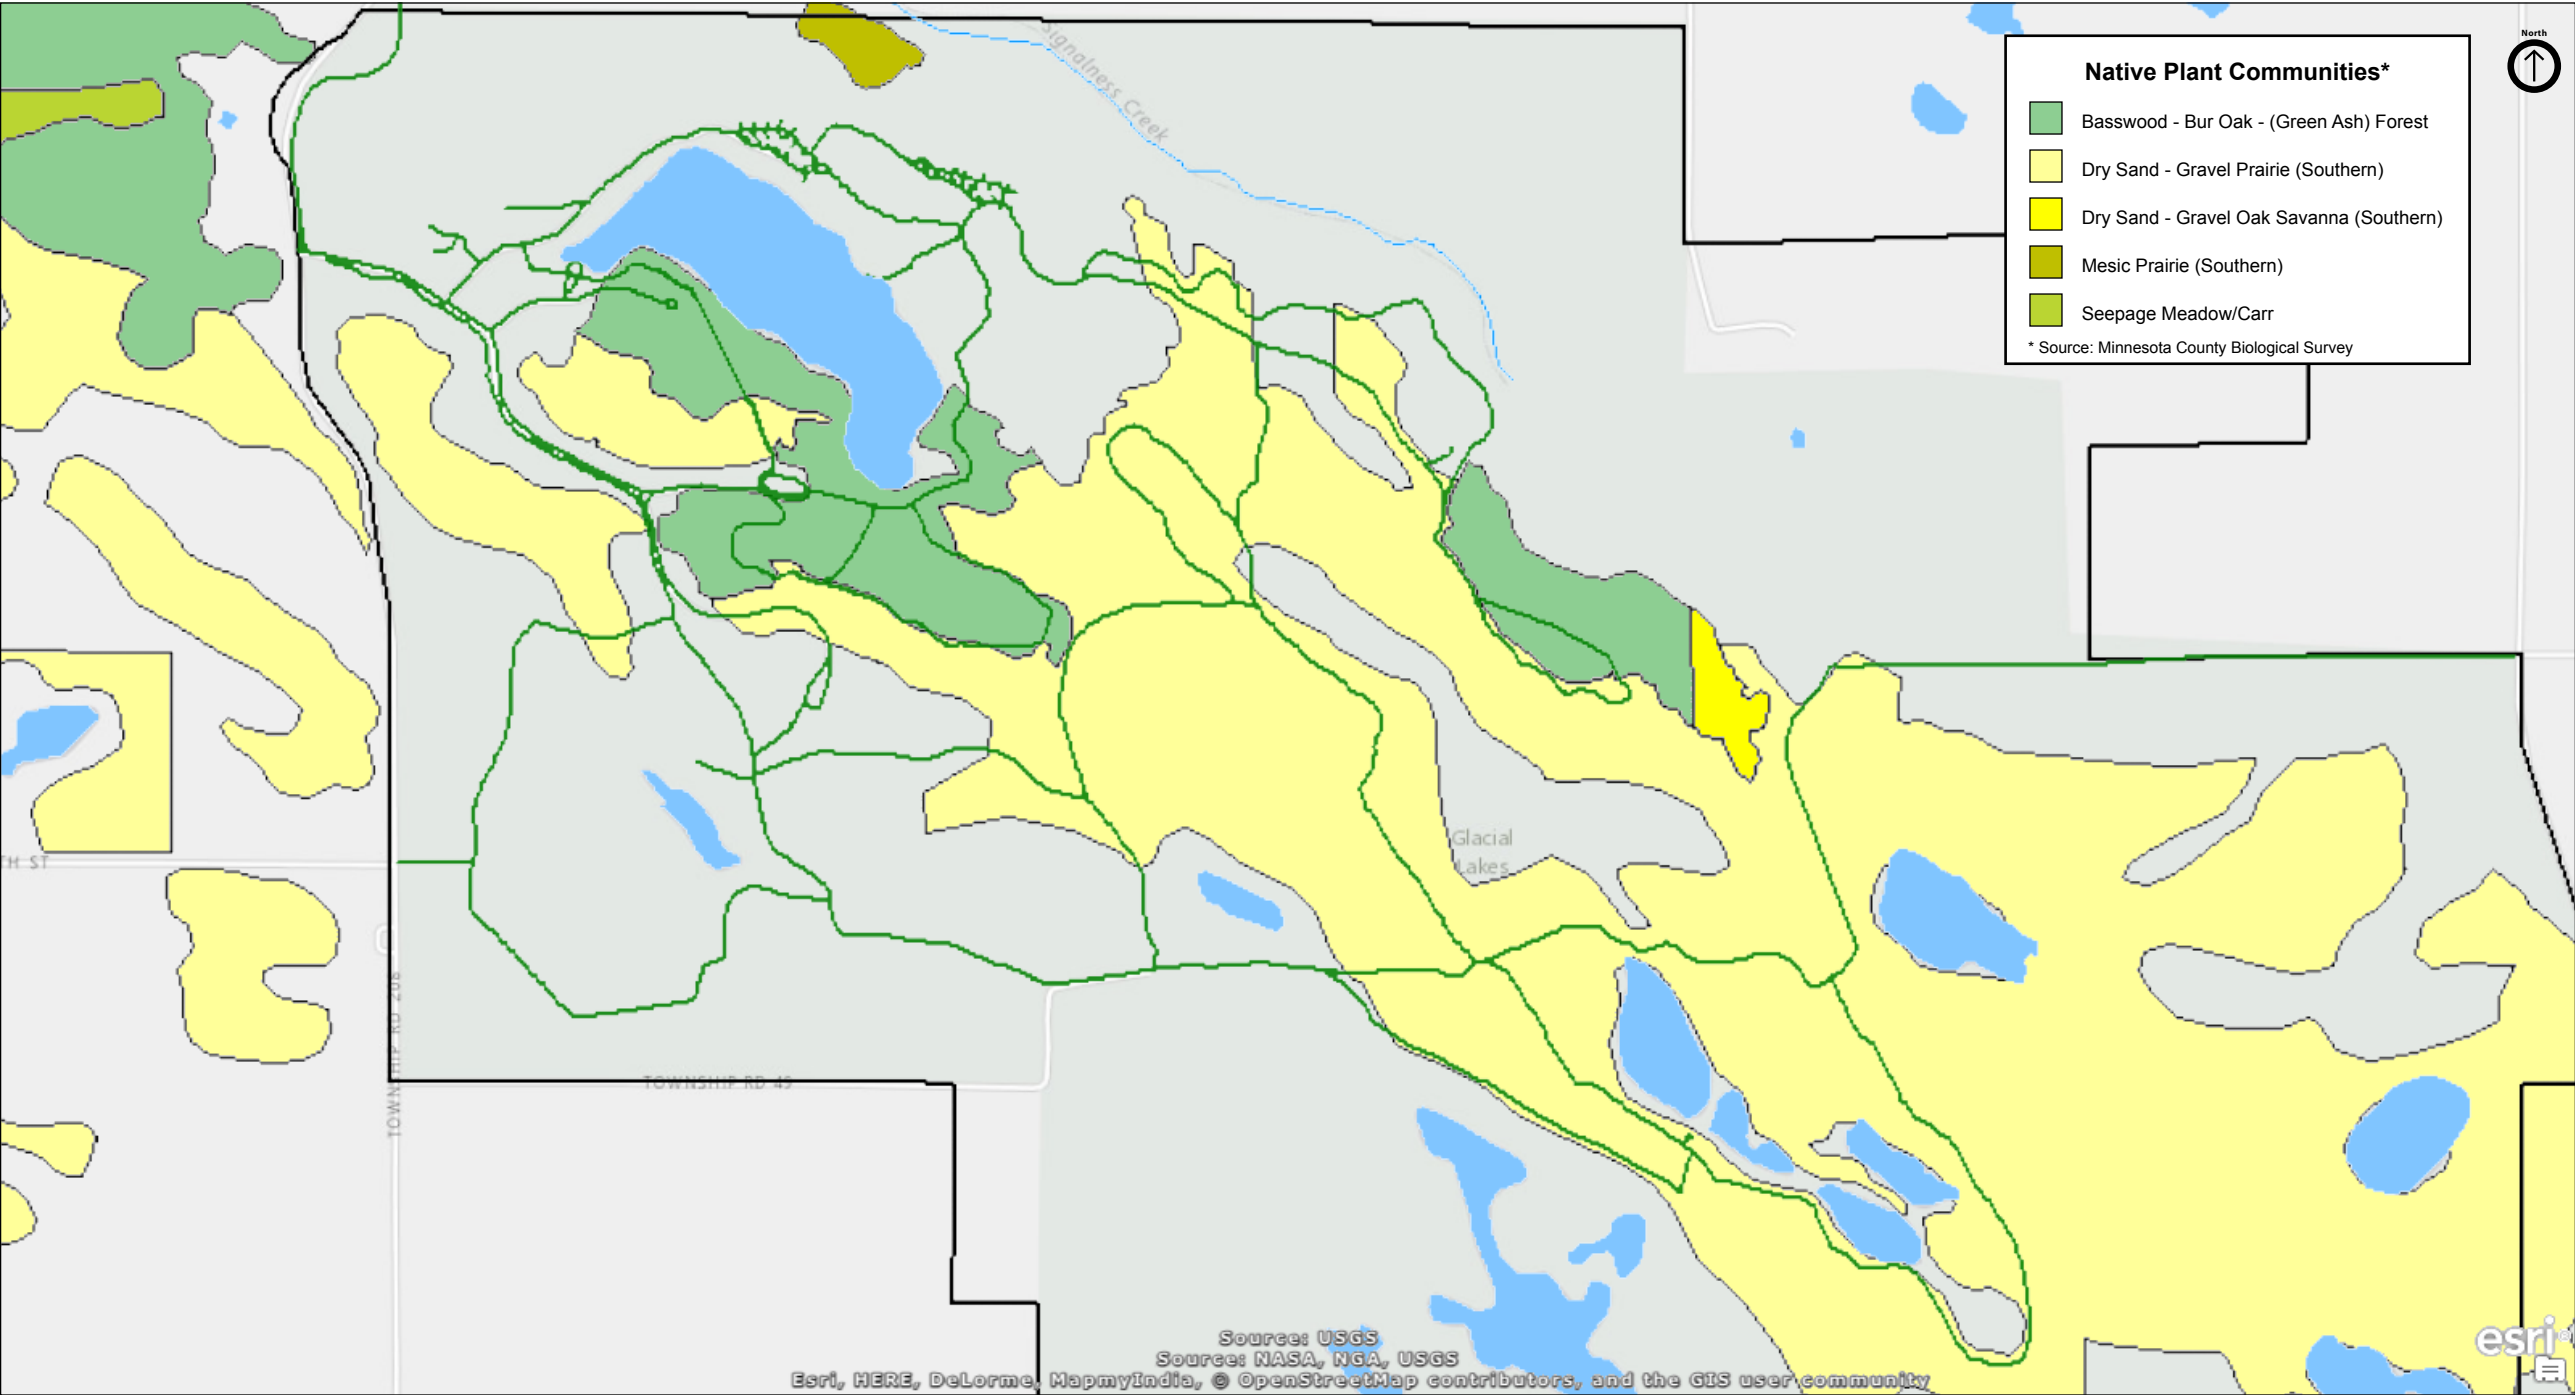 North
Native Plant Communities*
Basswood - Bur Oak - (Green Ash) Forest
Dry Sand - Gravel Prairie (Southern)
Dry Sand - Gravel Oak Savanna (Southern)
Mesic Prairie (Southern)
Seepage Meadow/Carr
* Source: Minnesota County Biological Survey
Signalness Creek
Glacial
Lakes
TH ST
TOWNSHIP RD 206
TOWNSHIP RD 49
Source: USGS
Source: NASA, NGA, USGS
Esri, HERE, DeLorme, MapmyIndia, © OpenStreetMap contributors, and the GIS user community
esri